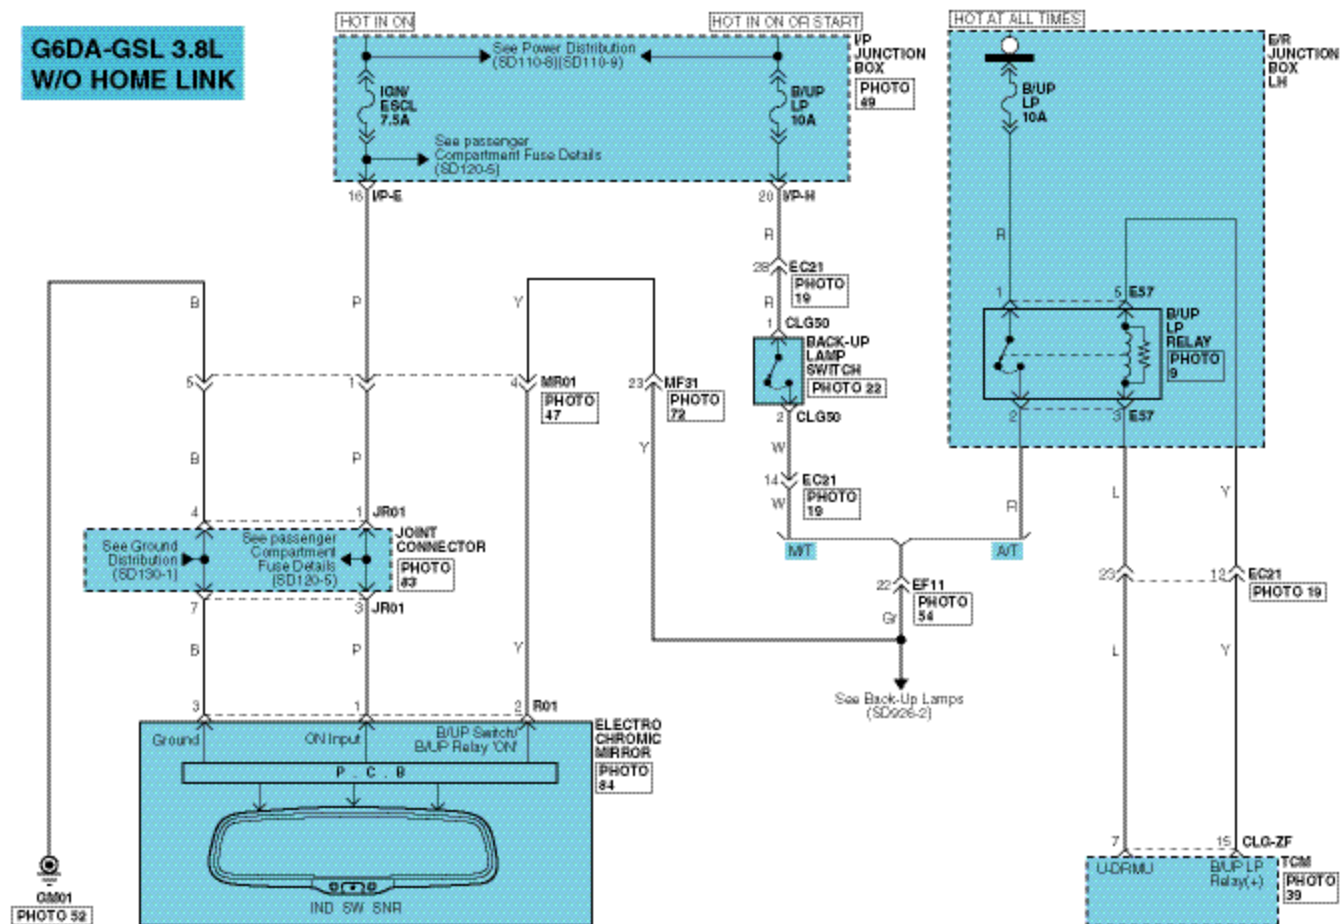 G6DA-GSL 3.8L
W/O HOME LINK
HOT IN ON
HOT IN ON OR START
HOT AT ALL TIMES
See Power Distribution
(SD110-8)(SD110-9)
I/P
JUNCTION
BOX
PHOTO
49
IGN/
ESCL
7.5A
B/UP
LP
10A
See passenger
Compartment Fuse Details
(SD120-5)
16 I/P-E
20 I/P-H
E/R
JUNCTION
BOX
LH
B/UP
LP
10A
R
R
28 EC21
PHOTO
19
R
1 CLG50
BACK-UP
LAMP
SWITCH
PHOTO 22
2 CLG50
W
14 EC21
PHOTO
19
W
M/T
A/T
1
5 E57
B/UP
LP
RELAY
PHOTO
9
2
3 E57
R
L
Y
B
P
Y
5
1
4 MR01
PHOTO
47
23 MF31
PHOTO
72
Y
B
P
4
1 JR01
See Ground
Distribution
(SD130-1)
See passenger
Compartment
Fuse Details
(SD120-5)
JOINT
CONNECTOR
PHOTO
83
7
3 JR01
B
P
Y
22 EF11
PHOTO
54
Gr
See Back-Up Lamps
(SD926-2)
23
12 EC21
PHOTO 19
L
Y
3
1
2 R01
Ground
ON Input
B/UP Switch/
B/UP Relay 'ON'
ELECTRO
CHROMIC
MIRROR
PHOTO
84
P . C . B
IND SW SNR
GM01
PHOTO 52
7
15 CLG-ZF
U-DRMU
B/UP LP
Relay(+)
TCM
PHOTO
39